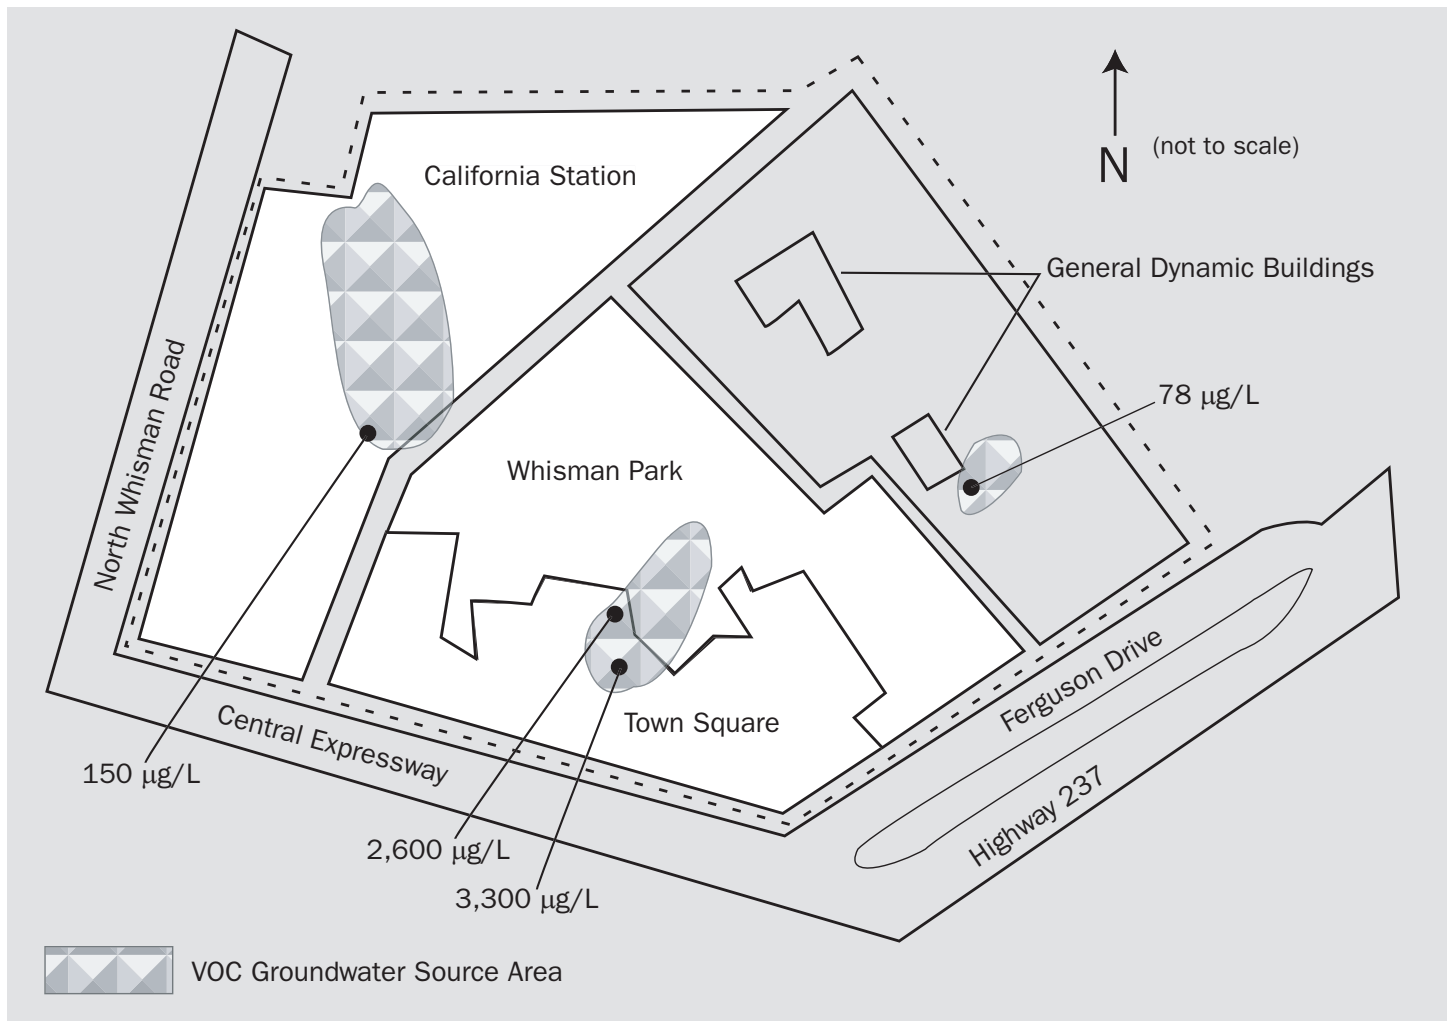 California Station
N
(not to scale)
General Dynamic Buildings
78 µg/L
North Whisman Road
Whisman Park
Ferguson Drive
Town Square
Central Expressway
150 µg/L
Highway 237
2,600 µg/L
3,300 µg/L
VOC Groundwater Source Area